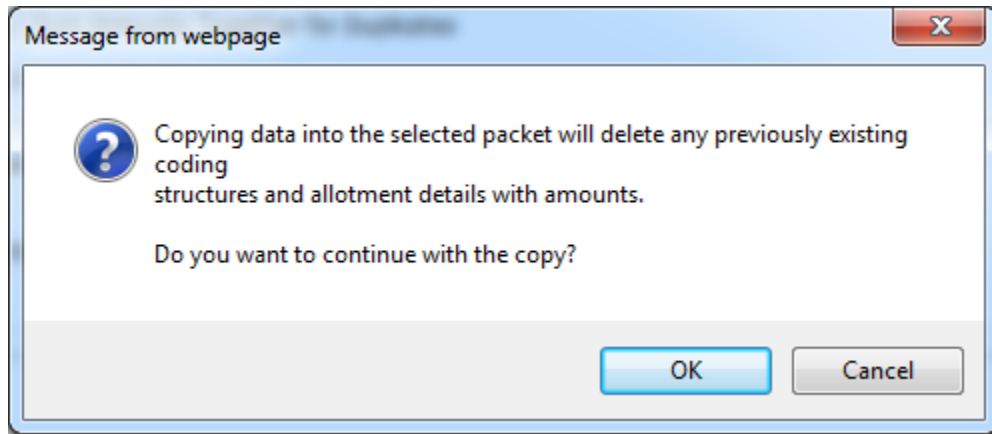 Message from webpage
Copying data into the selected packet will delete any previously existing
coding
structures and allotment details with amounts.
Do you want to continue with the copy?
OK
Cancel